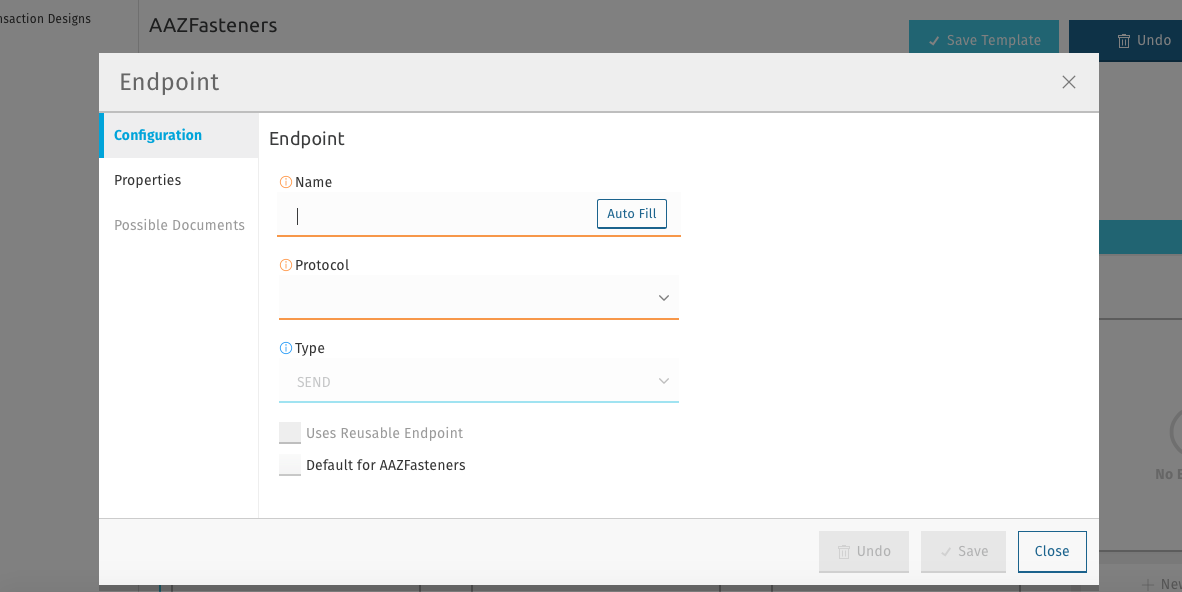 nsaction Designs
AAZFasteners
Save Template
Undo
Endpoint
Configuration
Properties
Possible Documents
Endpoint
Name
Auto Fill
Protocol
Type
SEND
Uses Reusable Endpoint
Default for AAZFasteners
No E
Undo
Save
Close
New